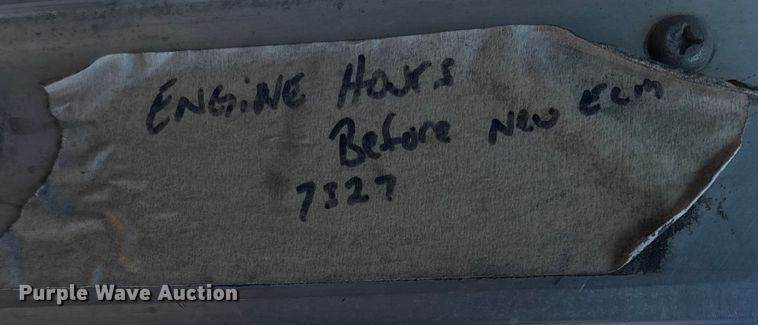 ENGINE HOURS
Before New ECM
7327
Purple Wave Auction